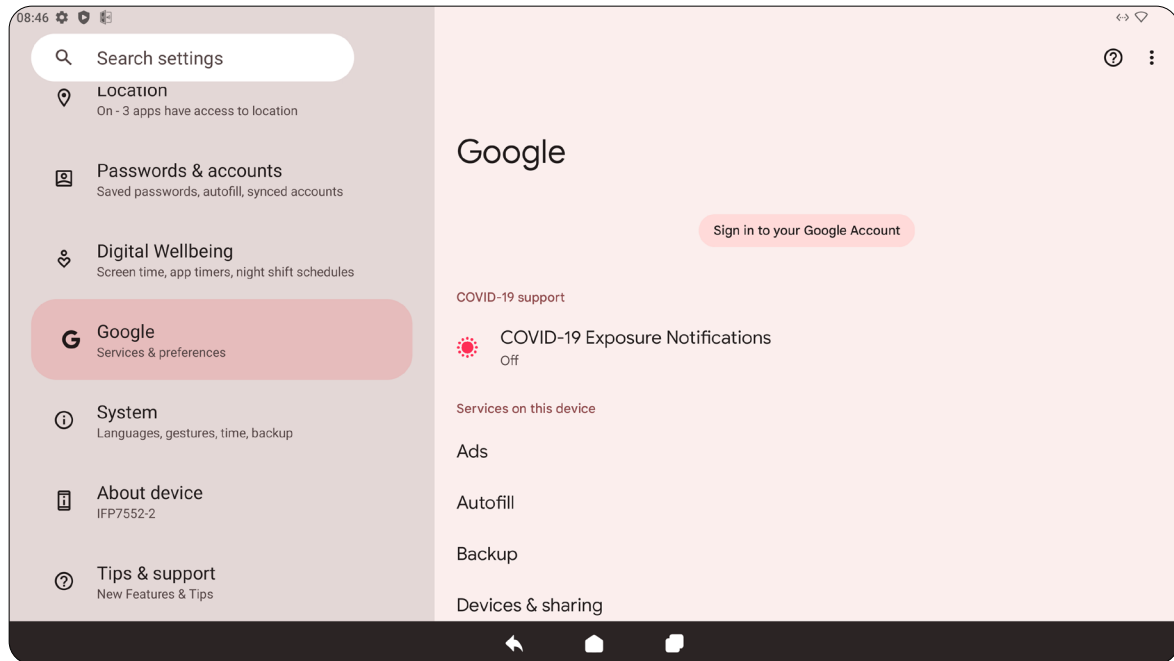 08:46
Search settings
Location
On - 3 apps have access to location
Passwords & accounts
Saved passwords, autofill, synced accounts
Digital Wellbeing
Screen time, app timers, night shift schedules
Google
Services & preferences
System
Languages, gestures, time, backup
About device
IFP7552-2
Tips & support
New Features & Tips
Google
Sign in to your Google Account
COVID-19 support
COVID-19 Exposure Notifications
Off
Services on this device
Ads
Autofill
Backup
Devices & sharing